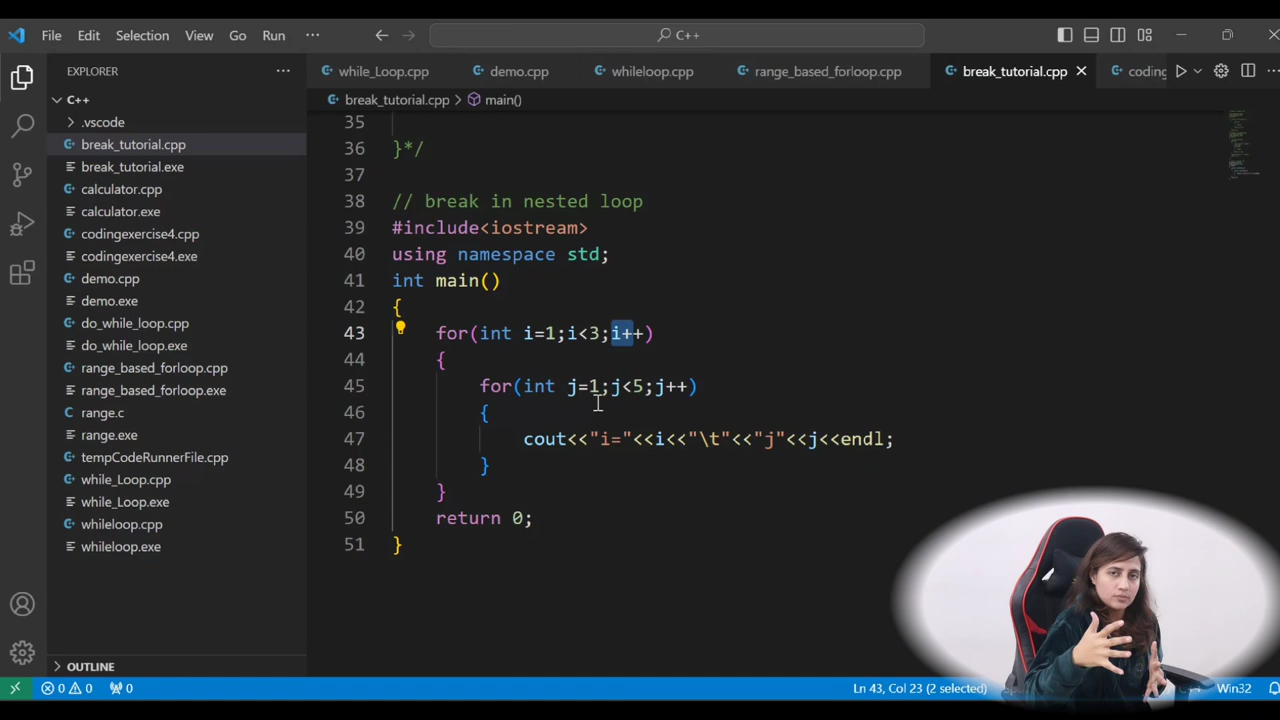 File Edit Selection View Go Run ··· C++
EXPLORER ··· while_Loop.cpp demo.cpp whileloop.cpp range_based_forloop.cpp break_tutorial.cpp coding
C++
break_tutorial.cpp > main()
.vscode
break_tutorial.cpp
break_tutorial.exe
calculator.cpp
calculator.exe
codingexercise4.cpp
codingexercise4.exe
demo.cpp
demo.exe
do_while_loop.cpp
do_while_loop.exe
range_based_forloop.cpp
range_based_forloop.exe
range.c
range.exe
tempCodeRunnerFile.cpp
while_Loop.cpp
while_Loop.exe
whileloop.cpp
whileloop.exe
OUTLINE
35
36 }*/
37
38 // break in nested loop
39 #include<iostream>
40 using namespace std;
41 int main()
42 {
43 for(int i=1;i<3;i++)
44 {
45 for(int j=1;j<5;j++)
46 {
47 cout<<"i="<<i<<"\t"<<"j"<<j<<endl;
48 }
49 }
50 return 0;
51 }
0 0 0 Ln 43, Col 23 (2 selected) Win32